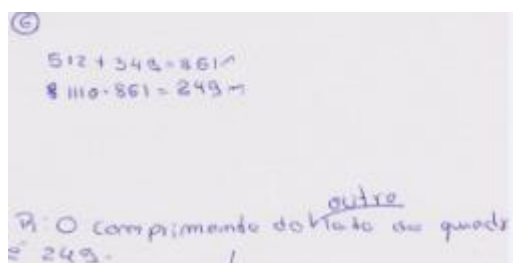 6
512 + 349 = 861 m
1110 - 861 = 249 m
outro
R: O comprimento do lado do quadr
é 249.